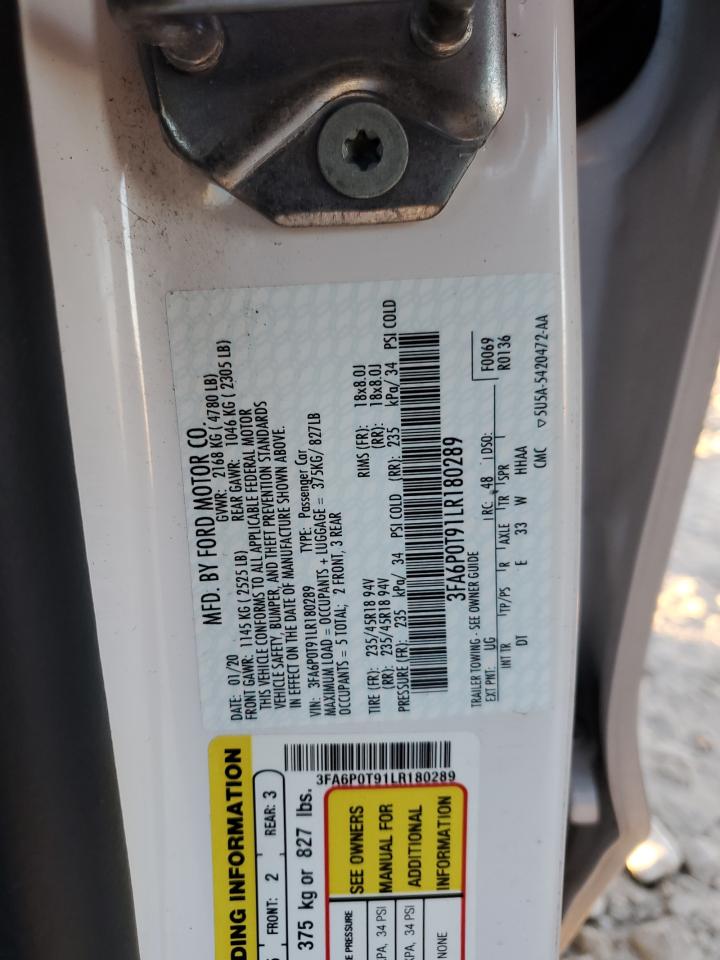 MFD. BY FORD MOTOR CO.
DATE: 01/20 GVWR: 2168 KG ( 4780 LB)
FRONT GAWR: 1145 KG ( 2525 LB) REAR GAWR: 1046 KG ( 2305 LB)
THIS VEHICLE CONFORMS TO ALL APPLICABLE FEDERAL MOTOR
VEHICLE SAFETY, BUMPER, AND THEFT PREVENTION STANDARDS
IN EFFECT ON THE DATE OF MANUFACTURE SHOWN ABOVE.
VIN: 3FA6P0T91LR180289 TYPE: Passenger Car
MAXIMUM LOAD = OCCUPANTS + LUGGAGE = 375KG/ 827LB
OCCUPANTS = 5 TOTAL; 2 FRONT, 3 REAR
TIRE (FR): 235/45R18 94V RIMS (FR): 18x8.0J
(RR): 235/45R18 94V (RR): 18x8.0J
PRESSURE (FR): 235 kPa/ 34 PSI COLD (RR): 235 kPa/ 34 PSI COLD
3FA6P0T91LR180289
TRAILER TOWING - SEE OWNER GUIDE
EXT PNT: UG RC: 48 DSO: F0069
R0136
INT TR TP/PS R AXLE TR SPR
DT E 33 W HHAA
CMC ▽5U5A-5420472-AA
DING INFORMATION
FRONT: 2 REAR: 3
375 kg or 827 lbs.
3FA6P0T91LR180289
E PRESSURE
KPA, 34 PSI
KPA, 34 PSI
NONE
SEE OWNERS
MANUAL FOR
ADDITIONAL
INFORMATION